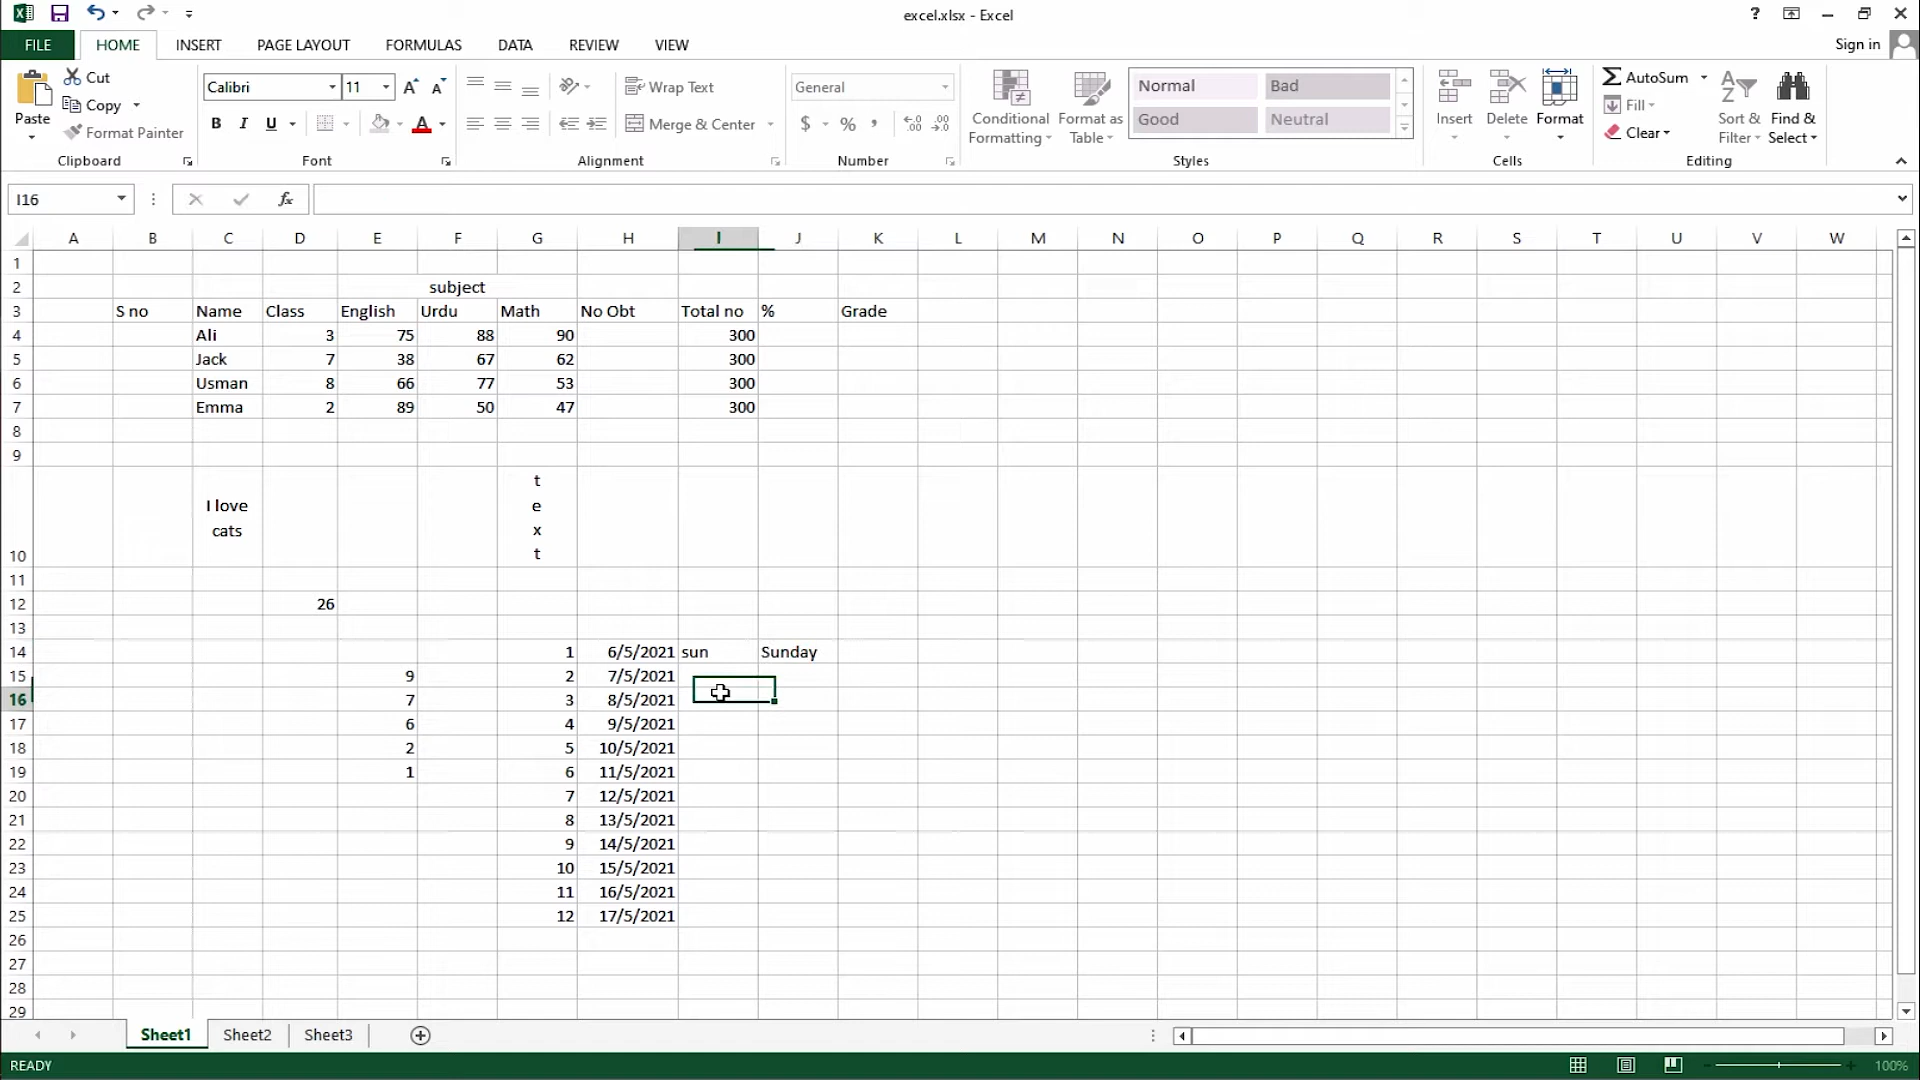 excel.xlsx - Excel
?
Sign in
FILE HOME INSERT PAGE LAYOUT FORMULAS DATA REVIEW VIEW
Paste
Cut
Copy
Format Painter
Clipboard
Calibri 11
A A
B I U A
Font
Wrap Text
Merge & Center
Alignment
General
$ % , .00 .0
Number
Conditional Formatting
Format as Table
Normal Bad
Good Neutral
Styles
Insert Delete Format
Cells
AutoSum
Fill
Clear
Sort & Filter
Find & Select
Editing
I16 fx
A B C D E F G H I J K L M N O P Q R S T U V W
1
2 subject
3 S no Name Class English Urdu Math No Obt Total no % Grade
4 Ali 3 75 88 90 300
5 Jack 7 38 67 62 300
6 Usman 8 66 77 53 300
7 Emma 2 89 50 47 300
8
9
10 I love cats t e x t
11
12 26
13
14 1 6/5/2021 sun Sunday
15 9 2 7/5/2021
16 7 3 8/5/2021
17 6 4 9/5/2021
18 2 5 10/5/2021
19 1 6 11/5/2021
20 7 12/5/2021
21 8 13/5/2021
22 9 14/5/2021
23 10 15/5/2021
24 11 16/5/2021
25 12 17/5/2021
26
27
28
29
Sheet1 Sheet2 Sheet3
READY 100%